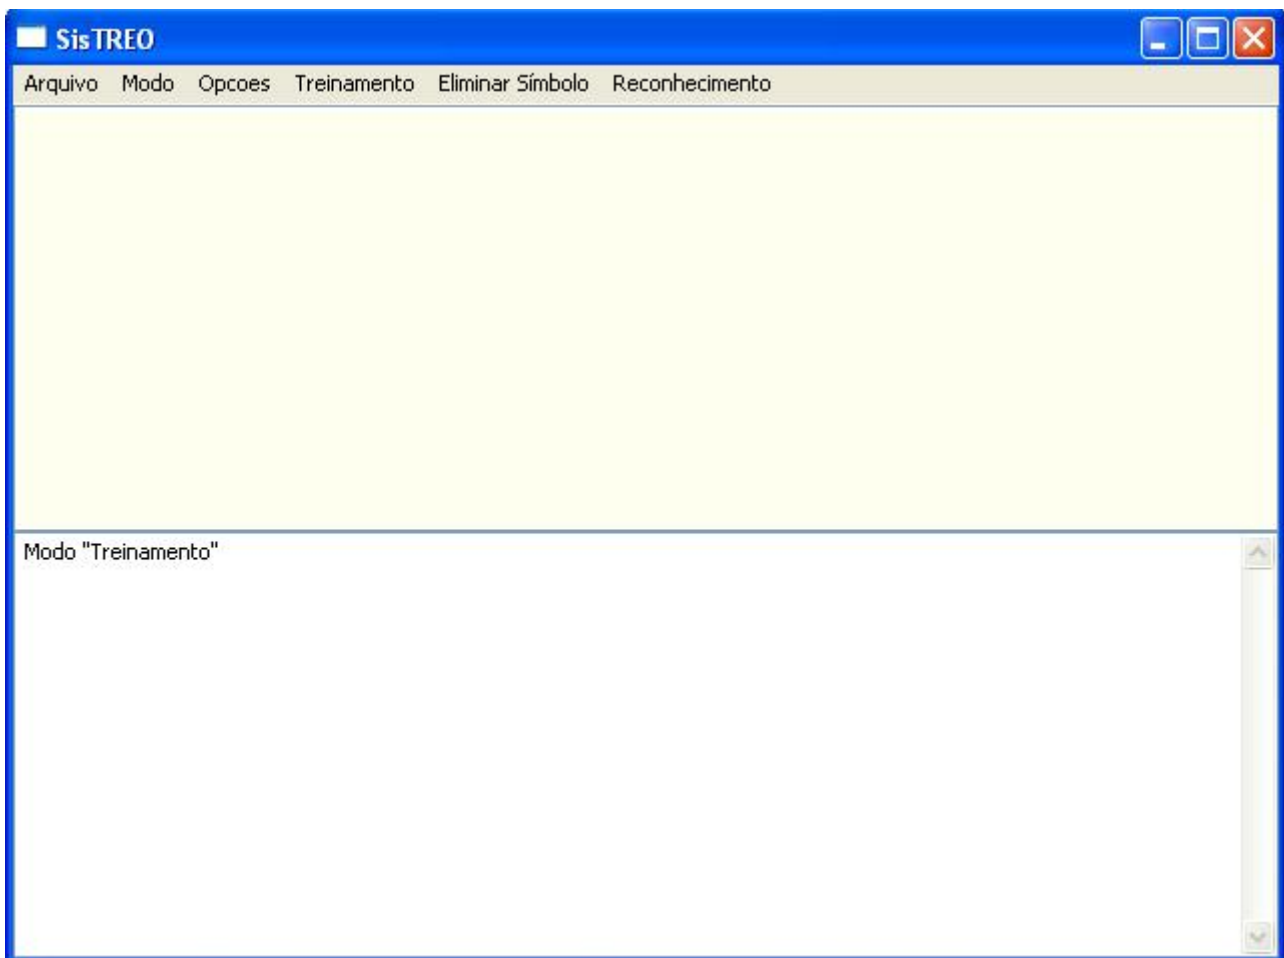 SisTREO
Arquivo Modo Opcoes Treinamento Eliminar Símbolo Reconhecimento
Modo "Treinamento"